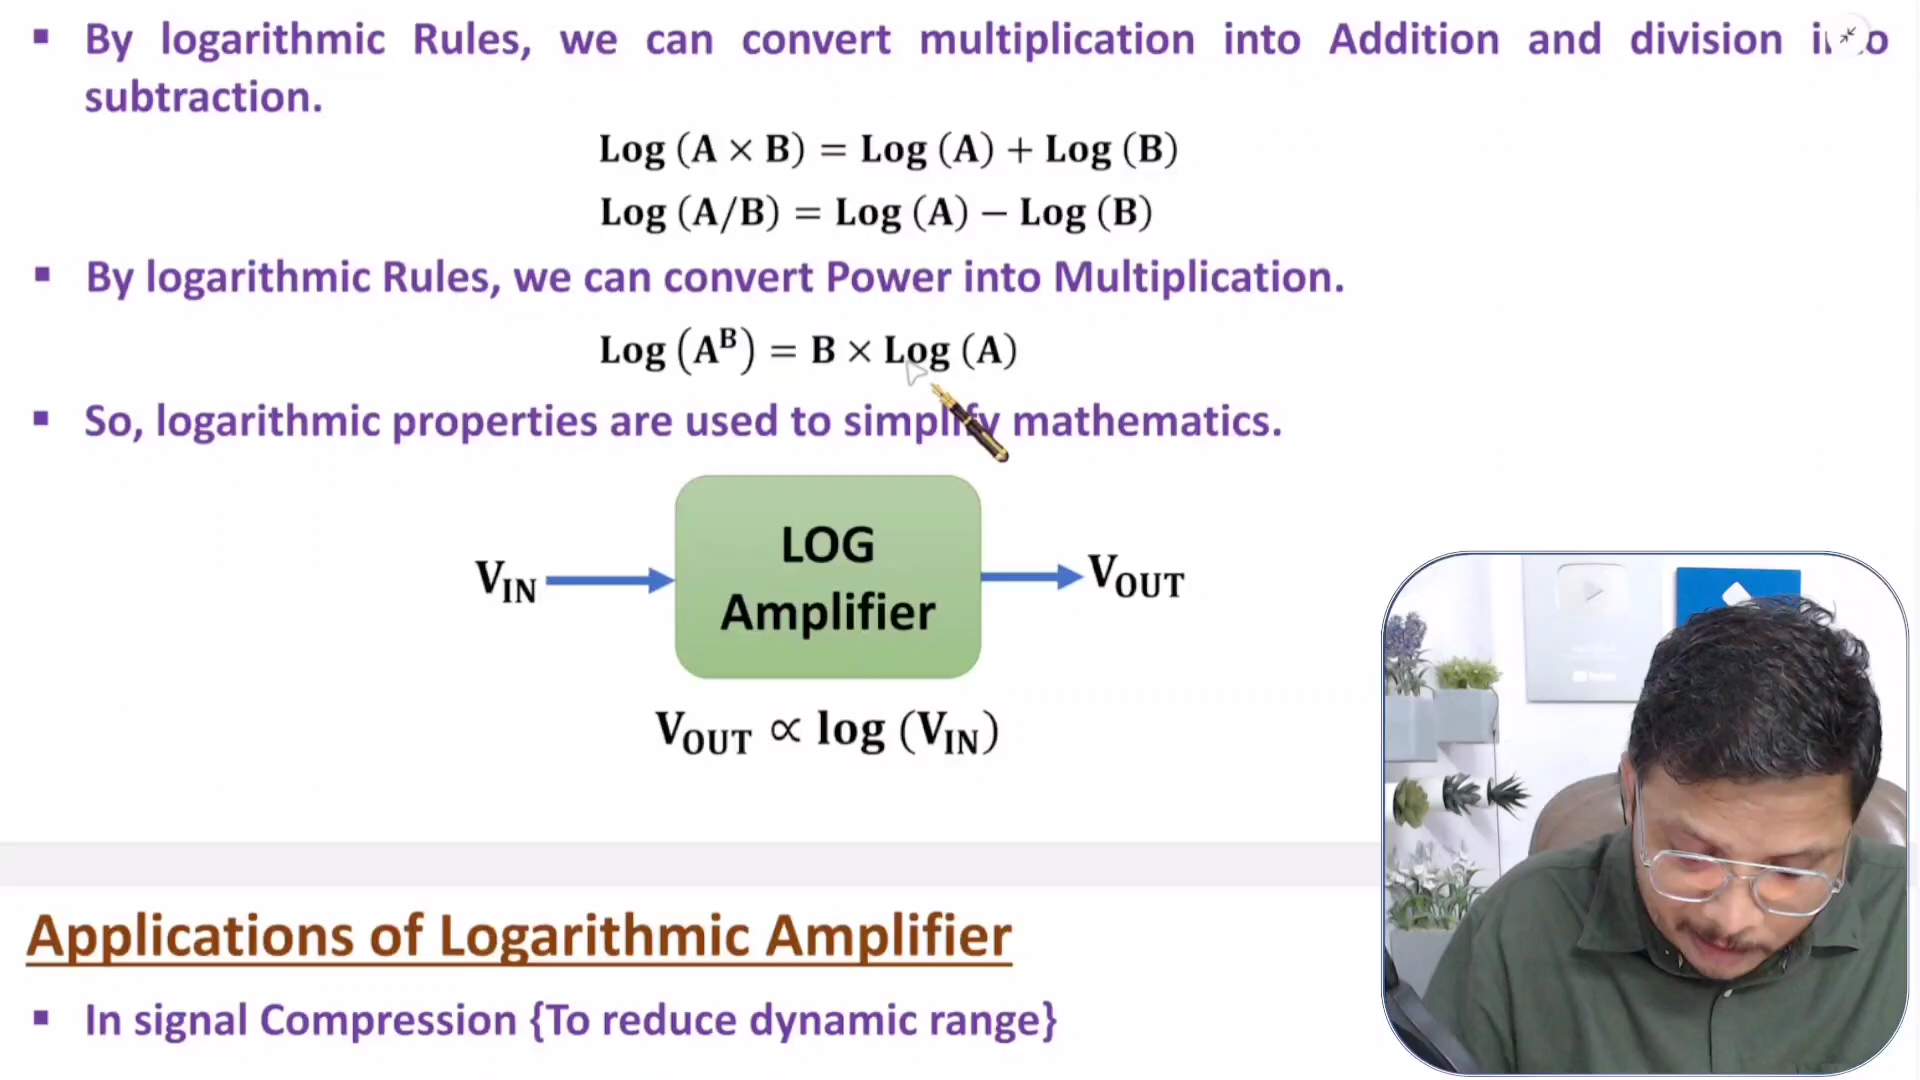 ▪ By logarithmic Rules, we can convert multiplication into Addition and division
subtraction.
Log (A × B) = Log (A) + Log (B)
Log (A/B) = Log (A) − Log (B)
▪ By logarithmic Rules, we can convert Power into Multiplication.
Log (Aᴮ) = B × Log (A)
▪ So, logarithmic properties are used to simplify mathematics.
LOG
Amplifier
V_IN
V_OUT
V_OUT ∝ log (V_IN)
Applications of Logarithmic Amplifier
▪ In signal Compression {To reduce dynamic range}